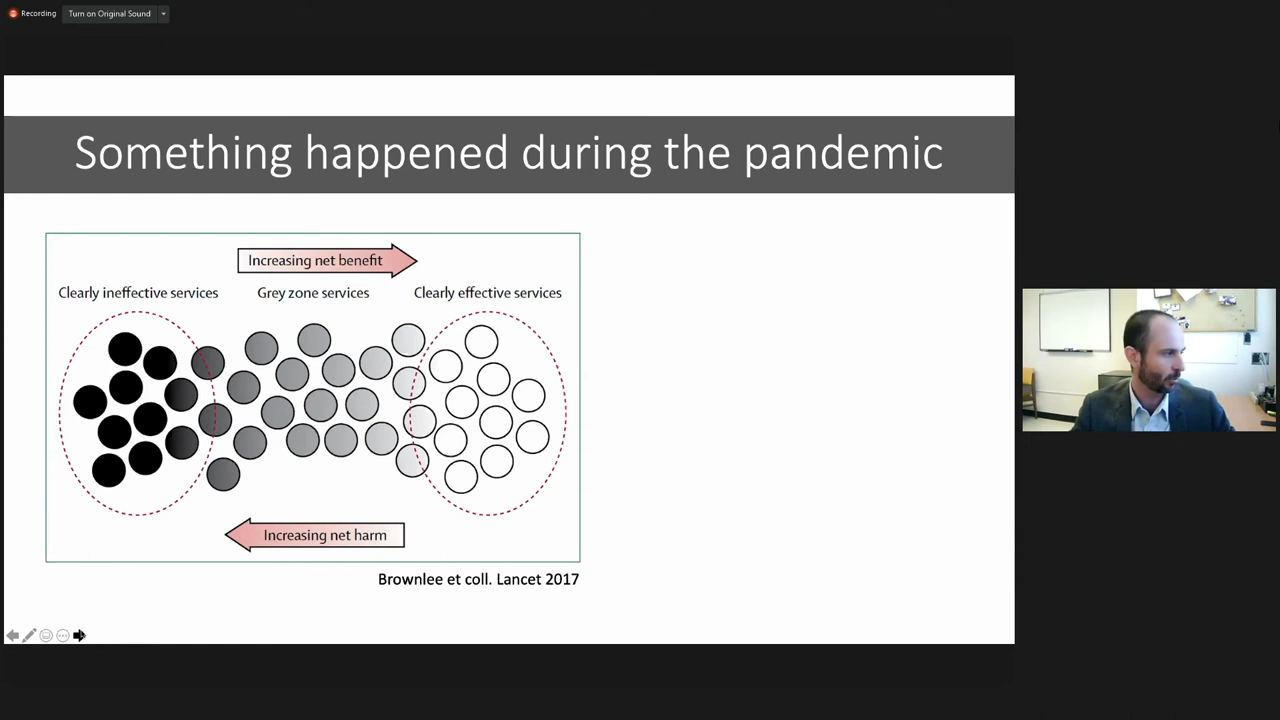 Recording
Turn on Original Sound
Something happened during the pandemic
Increasing net benefit
Clearly ineffective services
Grey zone services
Clearly effective services
Increasing net harm
Brownlee et coll. Lancet 2017